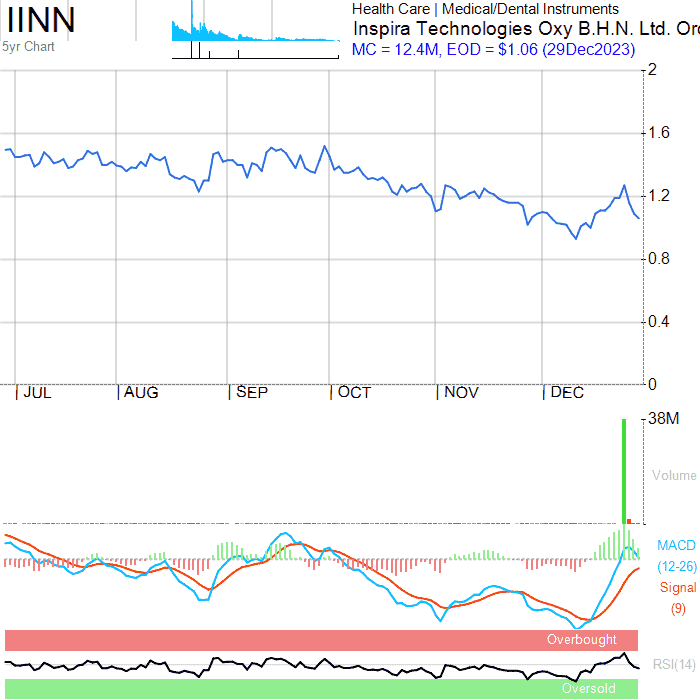 IINN
5yr Chart
Health Care | Medical/Dental Instruments
Inspira Technologies Oxy B.H.N. Ltd. Or
MC = 12.4M, EOD = $1.06 (29Dec2023)
2
1.6
1.2
0.8
0.4
0
JUL AUG SEP OCT NOV DEC
38M
Volume
MACD
(12-26)
Signal
(9)
Overbought
RSI(14)
Oversold